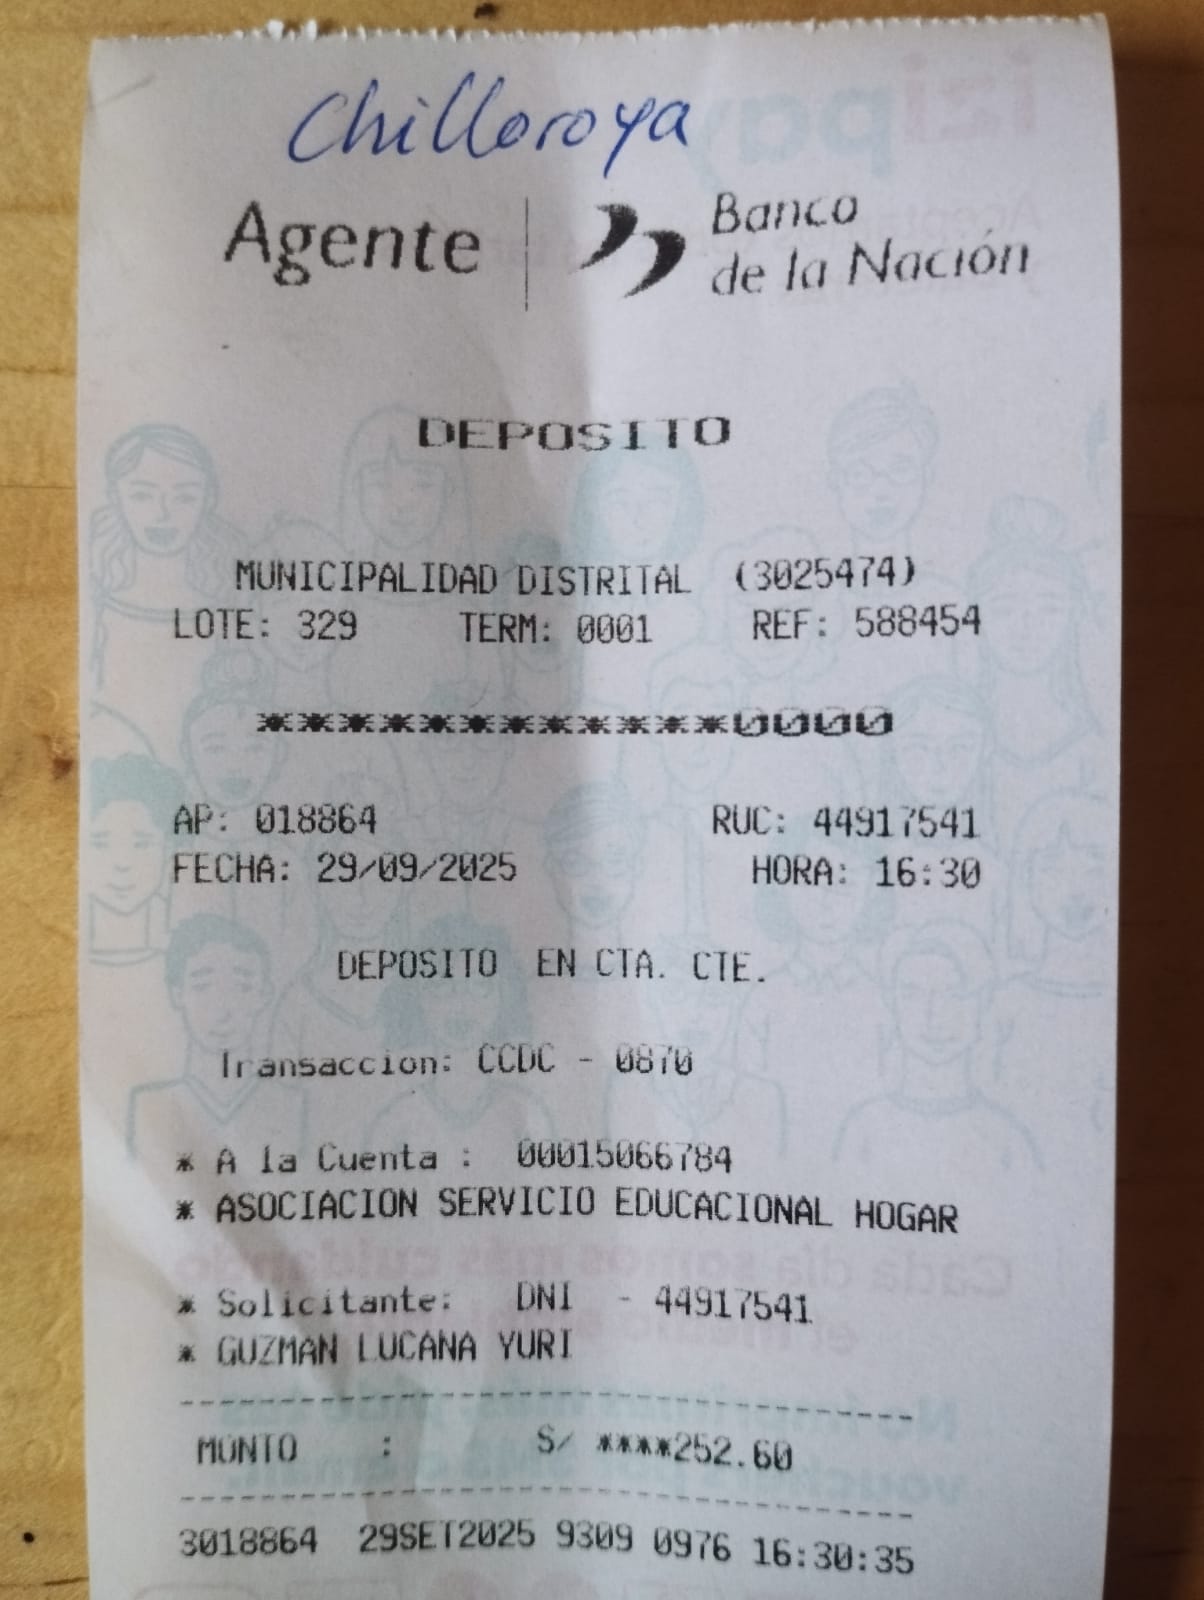 Chilloroya
Agente | Banco de la Nación
DEPOSITO
MUNICIPALIDAD DISTRITAL (3025474)
LOTE: 329 TERM: 0001 REF: 588454
************0000
AP: 018864 RUC: 44917541
FECHA: 29/09/2025 HORA: 16:30
DEPOSITO EN CTA. CTE.
Transaccion: CCDC - 0870
* A la Cuenta : 00015066784
* ASOCIACION SERVICIO EDUCACIONAL HOGAR
* Solicitante: DNI - 44917541
* GUZMAN LUCANA YURI
MONTO : S/ ****252.60
3018864 29SET2025 9309 0976 16:30:35